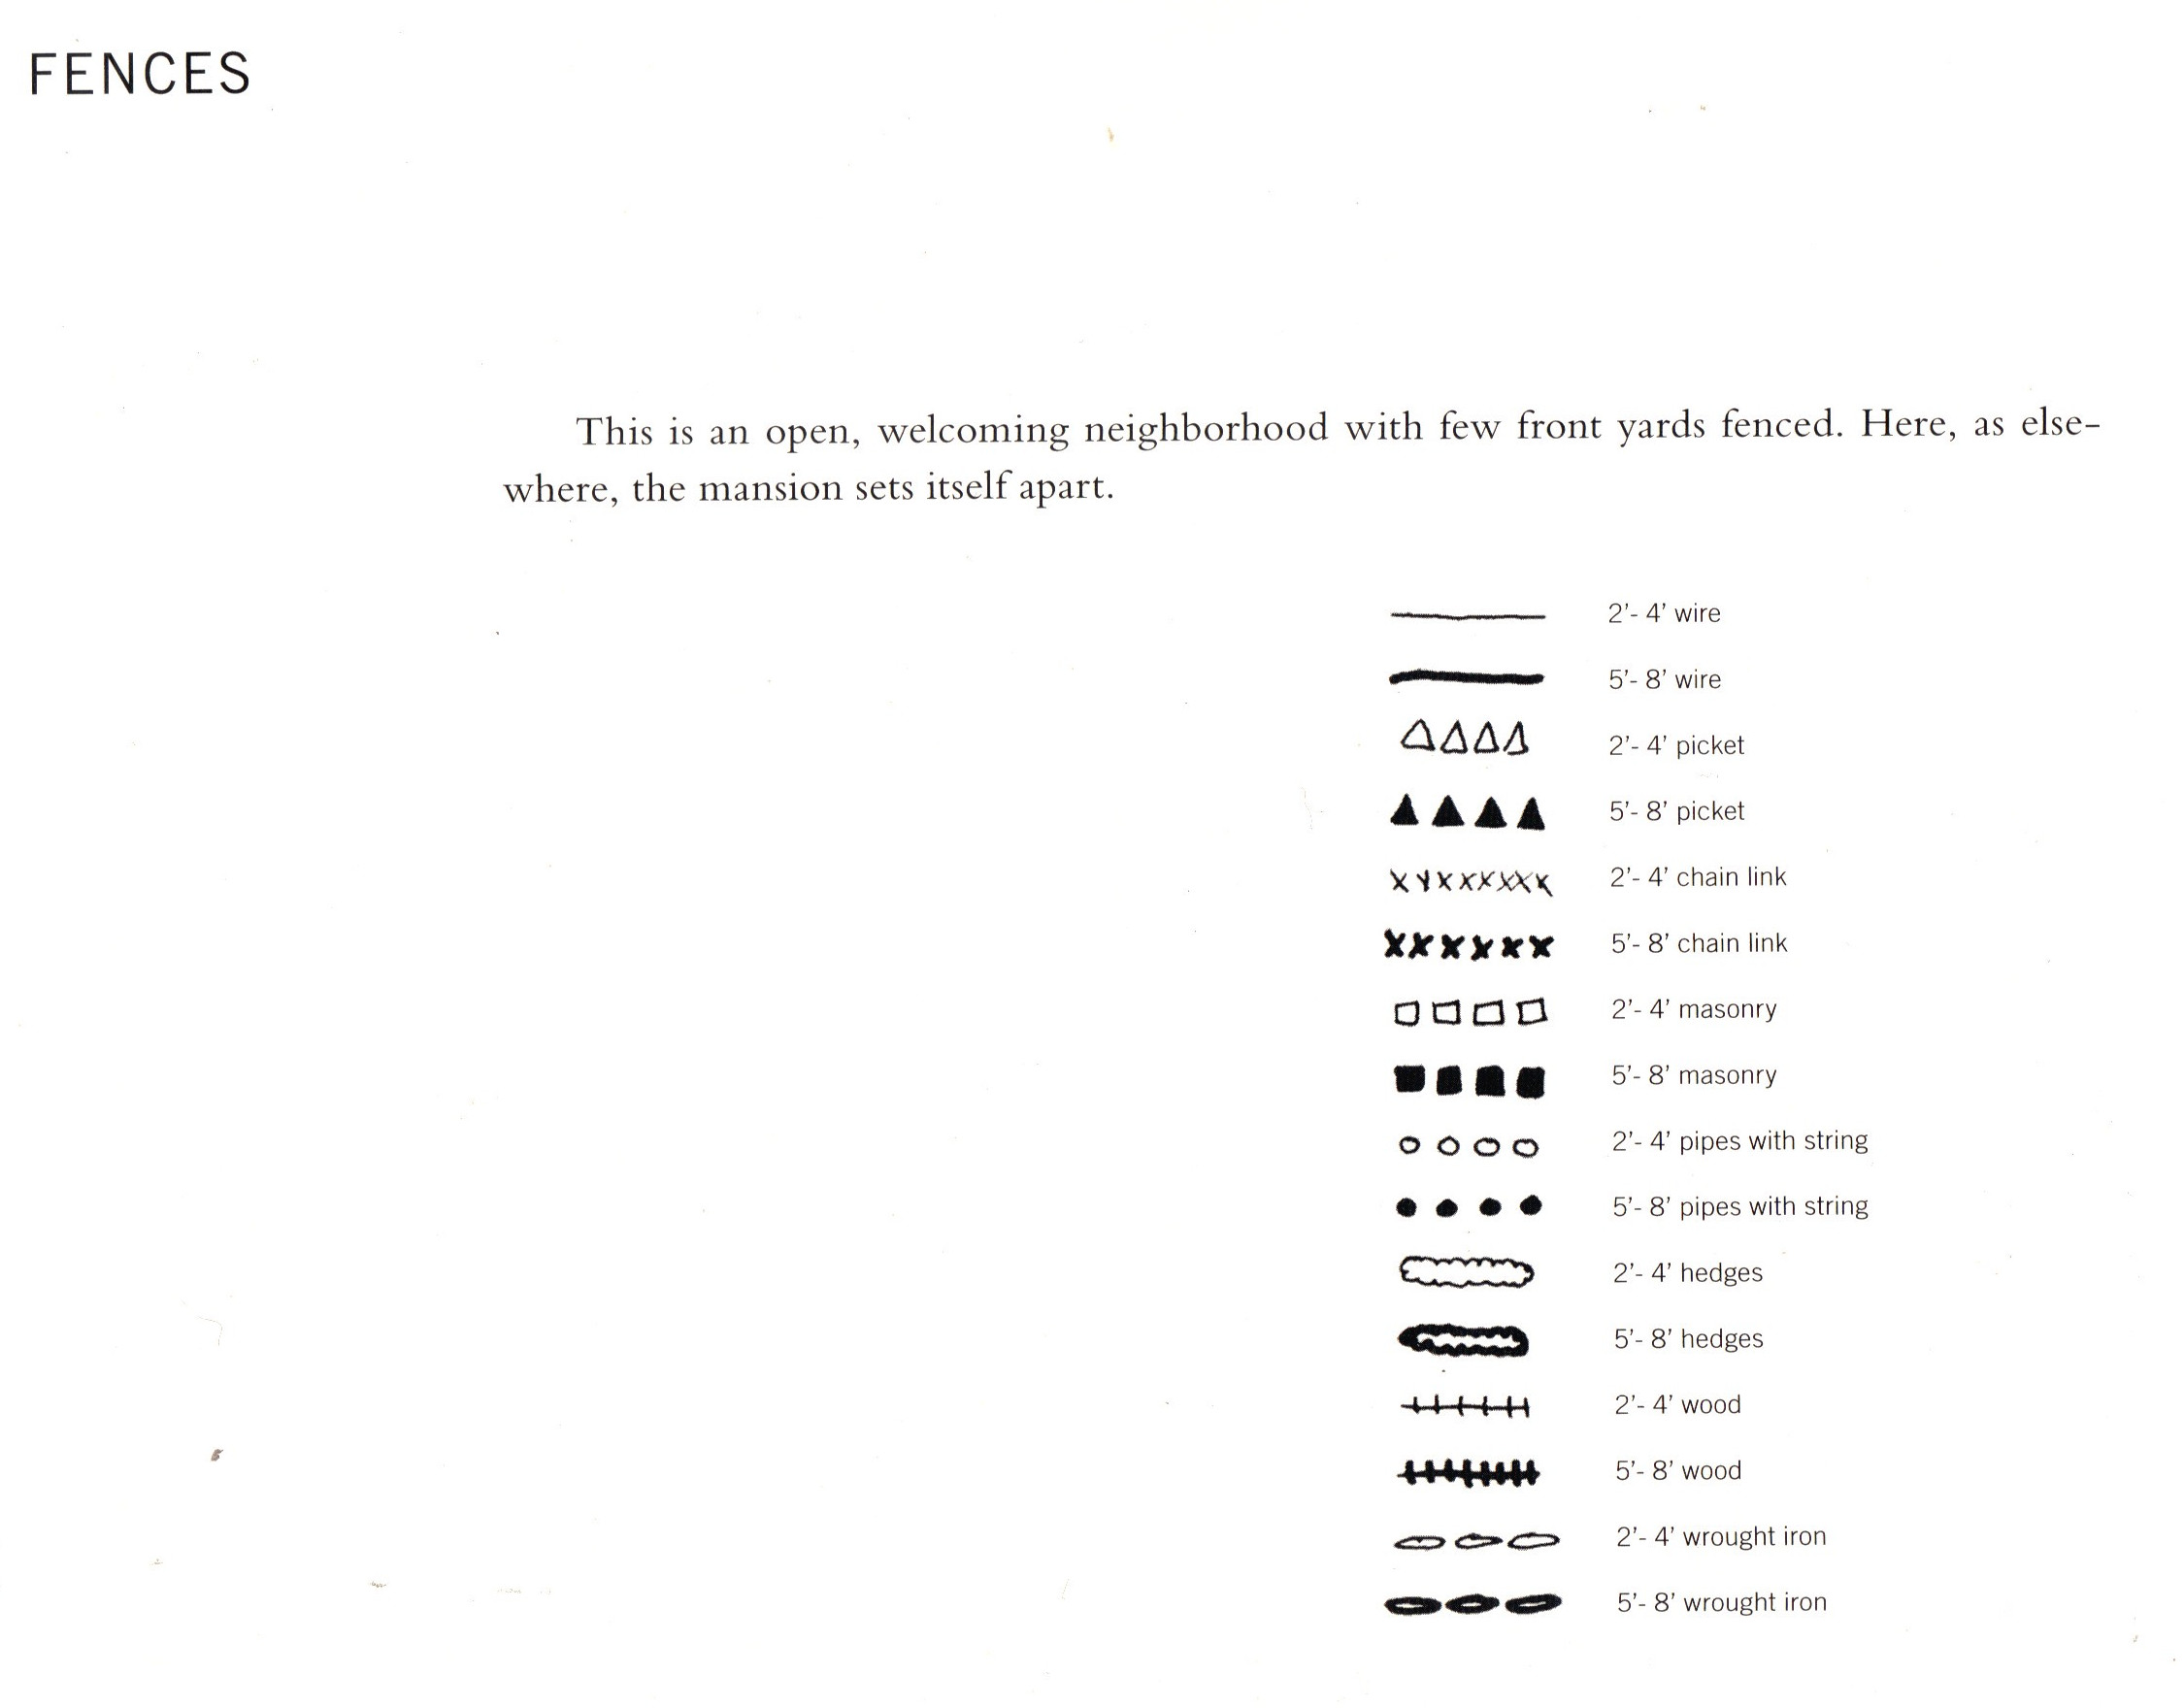 FENCES
This is an open, welcoming neighborhood with few front yards fenced. Here, as else-
where, the mansion sets itself apart.
2'- 4' wire
5'- 8' wire
2'- 4' picket
5'- 8' picket
2'- 4' chain link
5'- 8' chain link
2'- 4' masonry
5'- 8' masonry
2'- 4' pipes with string
5'- 8' pipes with string
2'- 4' hedges
5'- 8' hedges
2'- 4' wood
5'- 8' wood
2'- 4' wrought iron
5'- 8' wrought iron